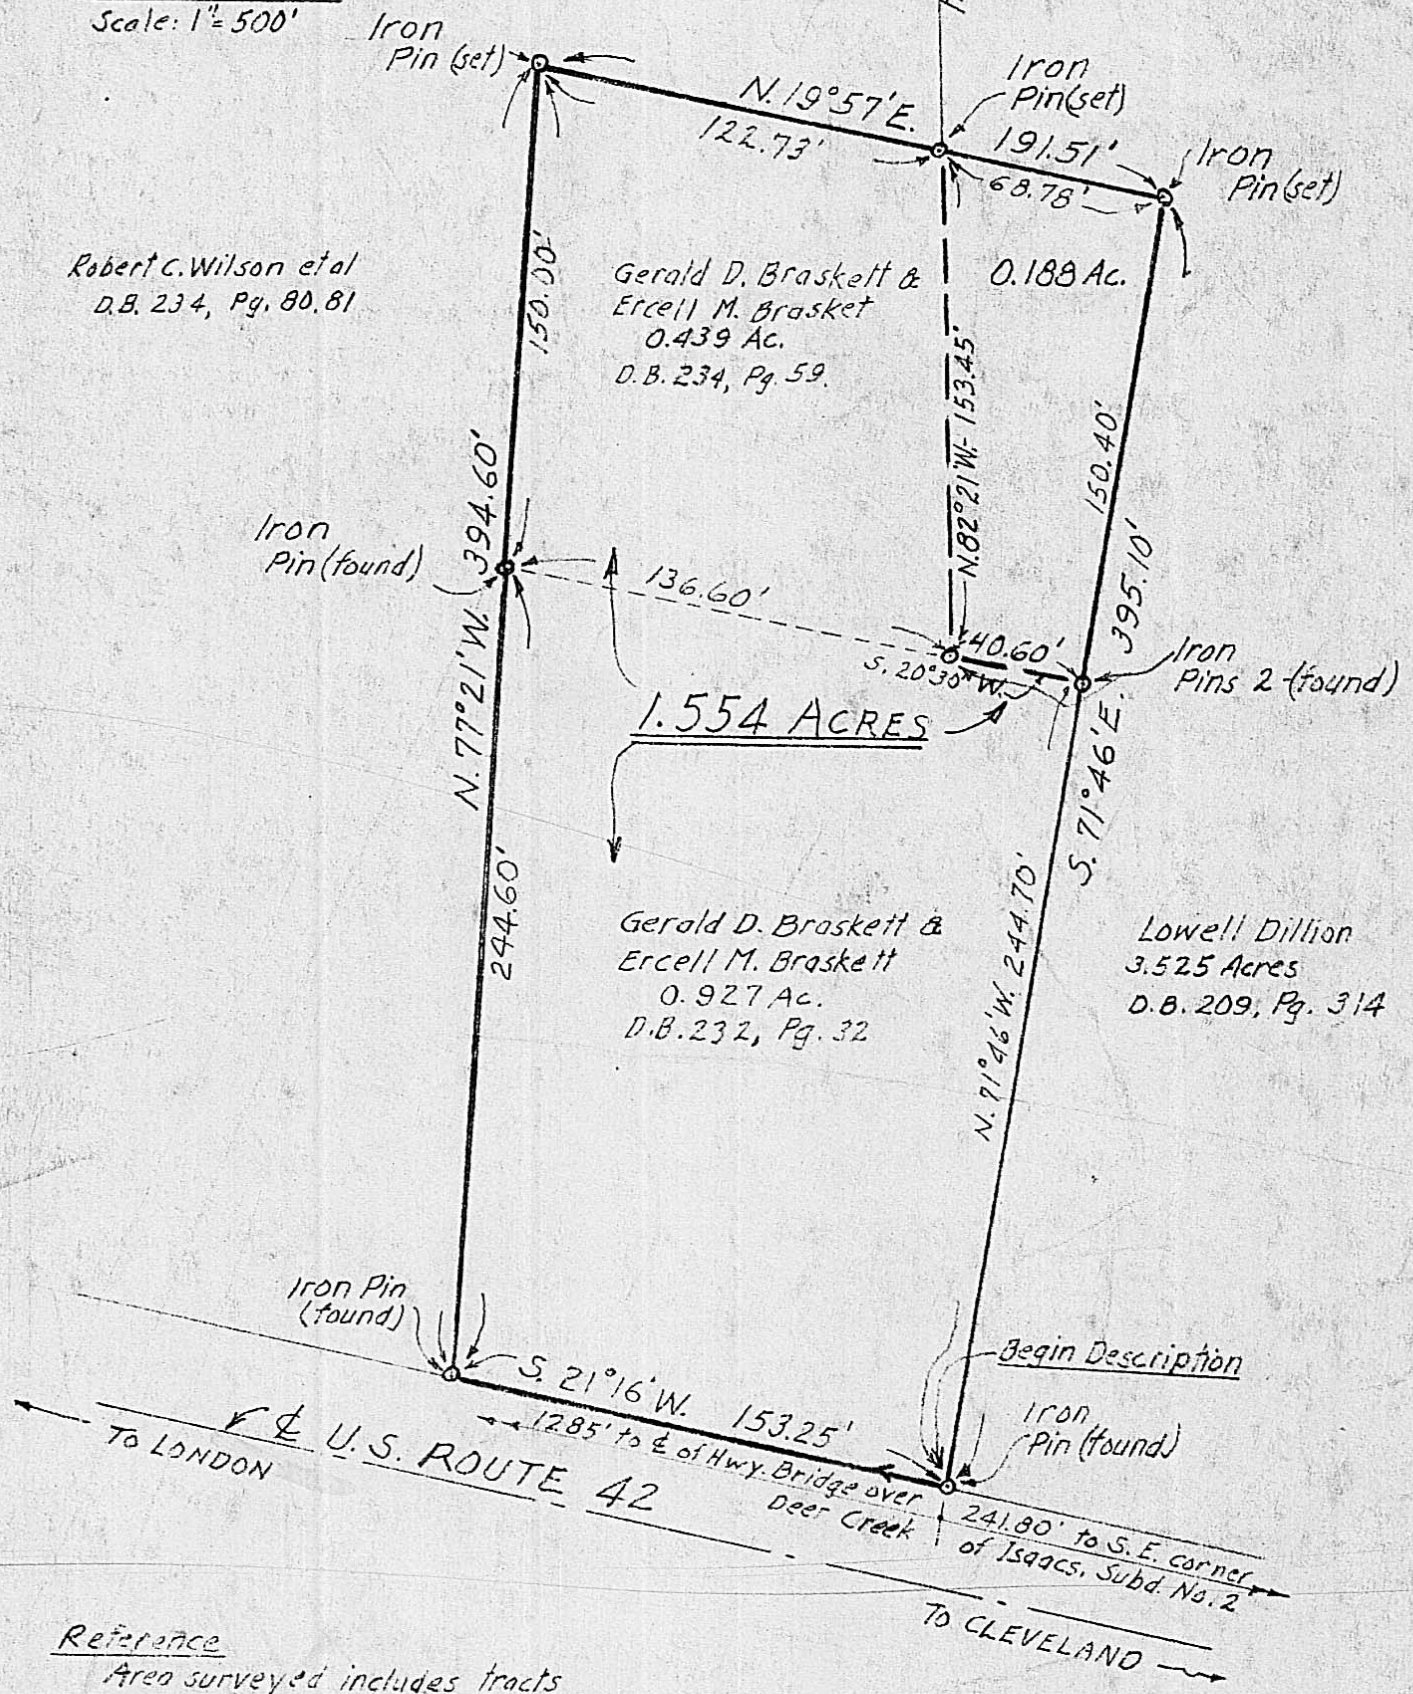 Scale: 1"= 500'
Iron
Pin (set)
N. 19°57'E.
122.73'
Iron
Pin(set)
191.51'
68.78'
Iron
Pin(set)
Robert C. Wilson etal
D.B. 234, Pg. 80.81
150.00'
Gerald D. Braskett &
Ercell M. Brasket
0.439 Ac.
D.B. 234, Pg. 59.
0.188 Ac.
N.82°21'W- 153.45'
150.40'
395.10'
S. 71°46'E.
394.60'
N. 77°21'W.
Iron
Pin (found)
136.60'
40.60'
S. 20°30" W.
Iron
Pins 2 (found)
1.554 ACRES
244.60'
Gerald D. Braskett &
Ercell M. Braskett
0.927 Ac.
D.B. 232, Pg. 32
N. 71°46'W. 244.70'
Lowell Dillion
3.525 Acres
D.B. 209, Pg. 314
Iron Pin
(found)
S. 21°16' W. 153.25'
1285' to ℄ of Hwy. Bridge over
Deer Creek
Begin Description
Iron
Pin (found)
241.80' to S.E. corner
of Isaacs, Subd. No. 2
℄ U.S. ROUTE 42
To LONDON
To CLEVELAND
Reference
Area surveyed includes tracts